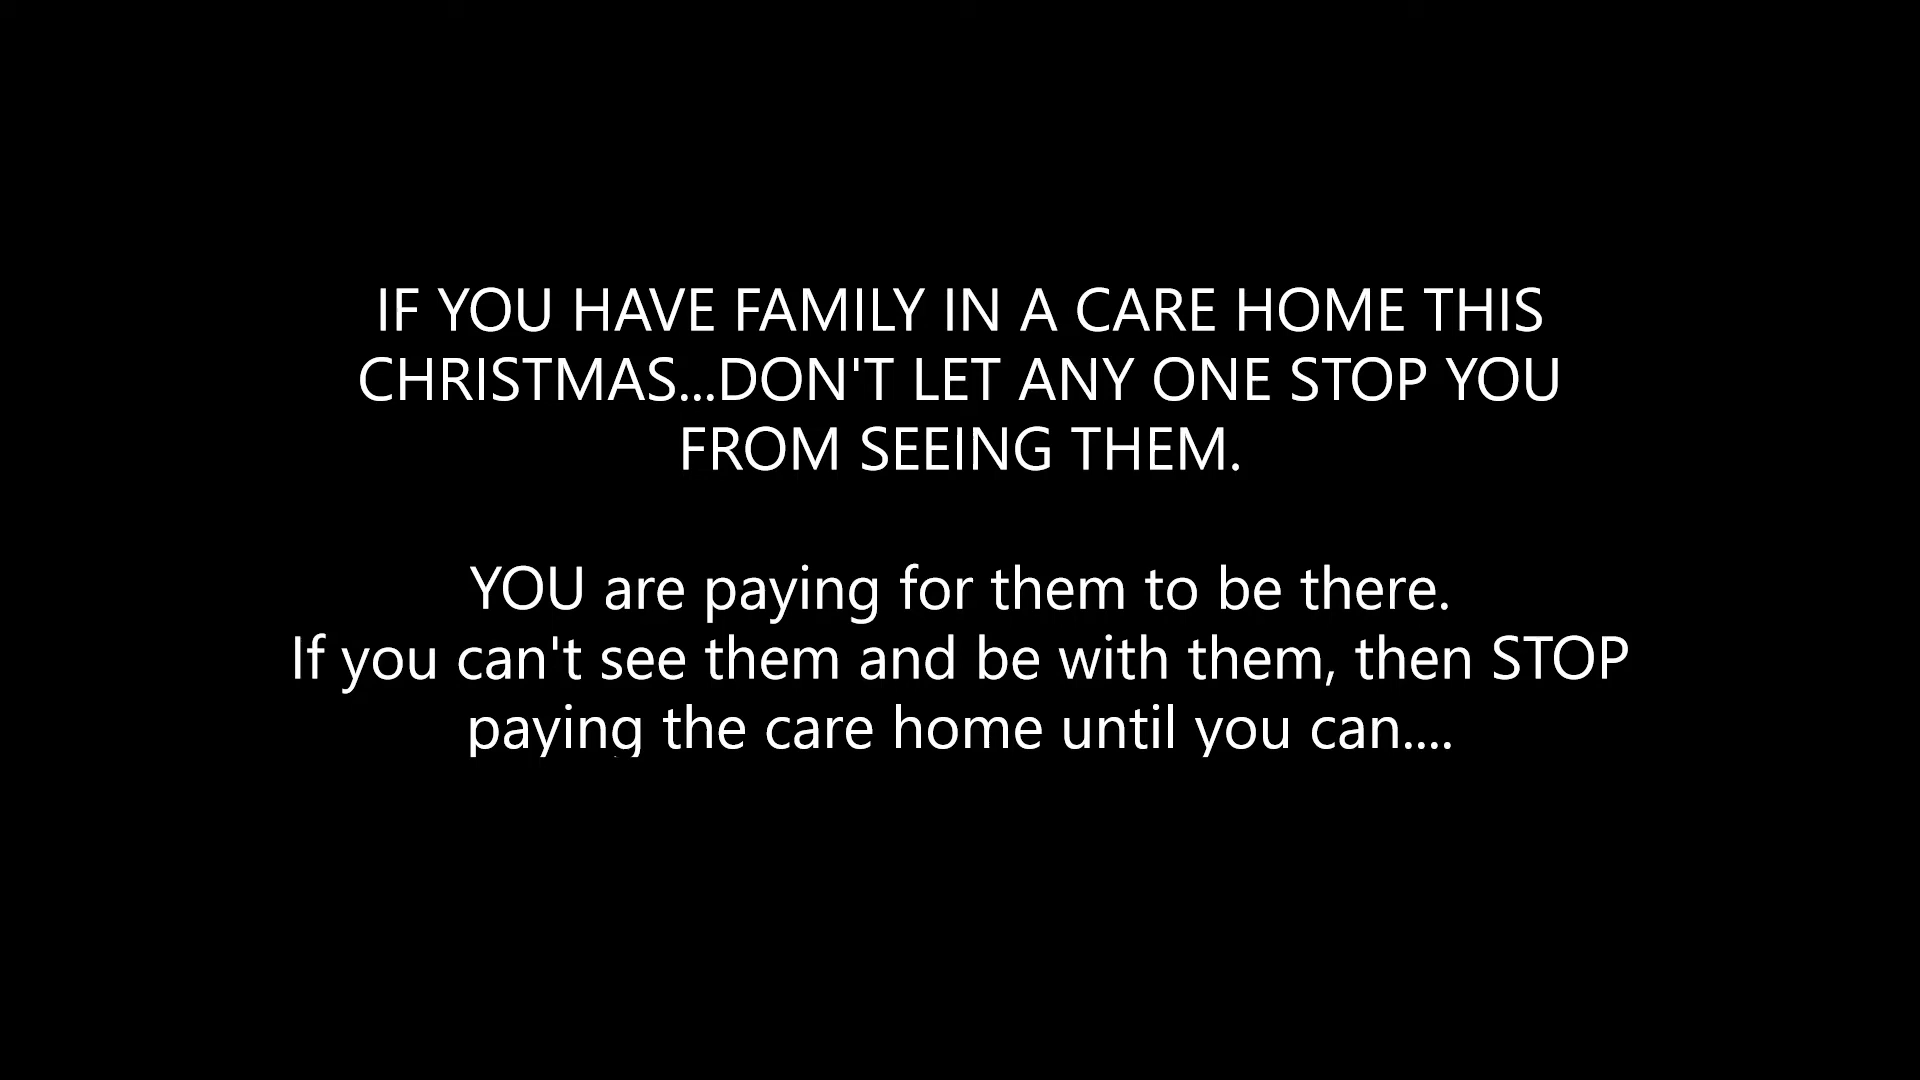 IF YOU HAVE FAMILY IN A CARE HOME THIS
CHRISTMAS...DON'T LET ANY ONE STOP YOU
FROM SEEING THEM.
YOU are paying for them to be there.
If you can't see them and be with them, then STOP
paying the care home until you can....